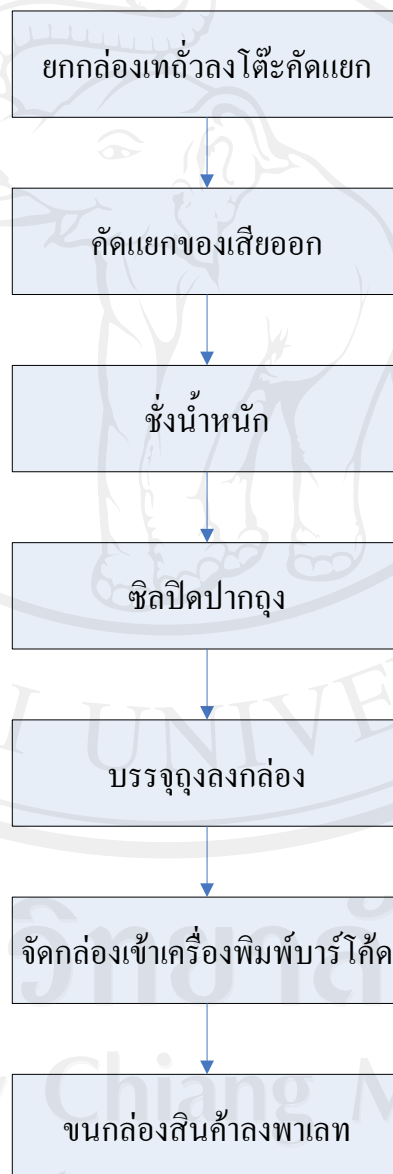 ยกกล่องเทถั่วลงโต๊ะคัดแยก
คัดแยกของเสียออก
ชั่งน้ำหนัก
ซิลปิดปากถุง
บรรจุถุงลงกล่อง
จัดกล่องเข้าเครื่องพิมพ์บาร์โค้ด
ขนกล่องสินค้าลงพาเลท